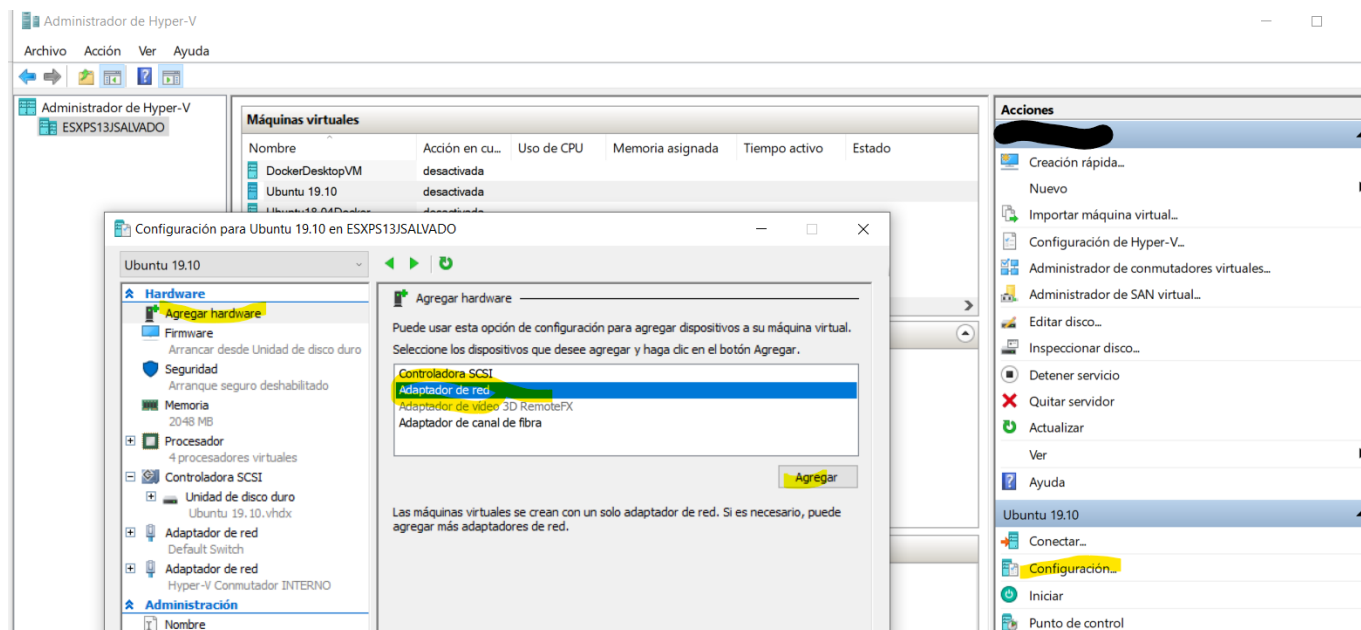 Administrador de Hyper-V
Archivo Acción Ver Ayuda
Administrador de Hyper-V
ESXPS13JSALVADO
Máquinas virtuales
Nombre Acción en cu... Uso de CPU Memoria asignada Tiempo activo Estado
DockerDesktopVM desactivada
Ubuntu 19.10 desactivada
Ubuntu18.04Docker desactivada
Configuración para Ubuntu 19.10 en ESXPS13JSALVADO
Ubuntu 19.10
Hardware
Agregar hardware
Firmware
Arrancar desde Unidad de disco duro
Seguridad
Arranque seguro deshabilitado
Memoria
2048 MB
Procesador
4 procesadores virtuales
Controladora SCSI
Unidad de disco duro
Ubuntu 19.10.vhdx
Adaptador de red
Default Switch
Adaptador de red
Hyper-V Conmutador INTERNO
Administración
Nombre
Agregar hardware
Puede usar esta opción de configuración para agregar dispositivos a su máquina virtual.
Seleccione los dispositivos que desee agregar y haga clic en el botón Agregar.
Controladora SCSI
Adaptador de red
Adaptador de vídeo 3D RemoteFX
Adaptador de canal de fibra
Agregar
Las máquinas virtuales se crean con un solo adaptador de red. Si es necesario, puede
agregar más adaptadores de red.
Acciones
Creación rápida...
Nuevo
Importar máquina virtual...
Configuración de Hyper-V...
Administrador de conmutadores virtuales...
Administrador de SAN virtual...
Editar disco...
Inspeccionar disco...
Detener servicio
Quitar servidor
Actualizar
Ver
Ayuda
Ubuntu 19.10
Conectar...
Configuración...
Iniciar
Punto de control